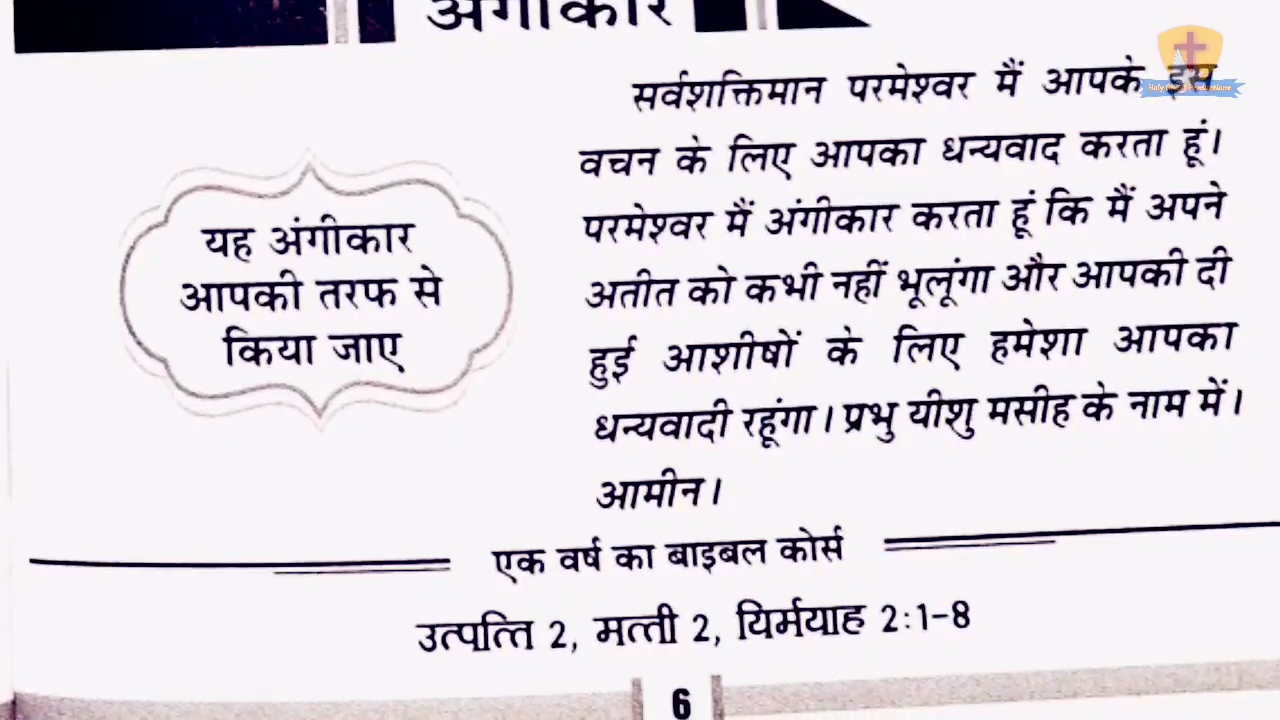 अंगीकार
सर्वशक्तिमान परमेश्वर मैं आपके इस
वचन के लिए आपका धन्यवाद करता हूं।
परमेश्वर मैं अंगीकार करता हूं कि मैं अपने
अतीत को कभी नहीं भूलूंगा और आपकी दी
हुई आशीषों के लिए हमेशा आपका
धन्यवादी रहूंगा। प्रभु यीशु मसीह के नाम में।
आमीन।
यह अंगीकार
आपकी तरफ से
किया जाए
एक वर्ष का बाइबल कोर्स
उत्पत्ति 2, मत्ती 2, यिर्मयाह 2:1-8
6